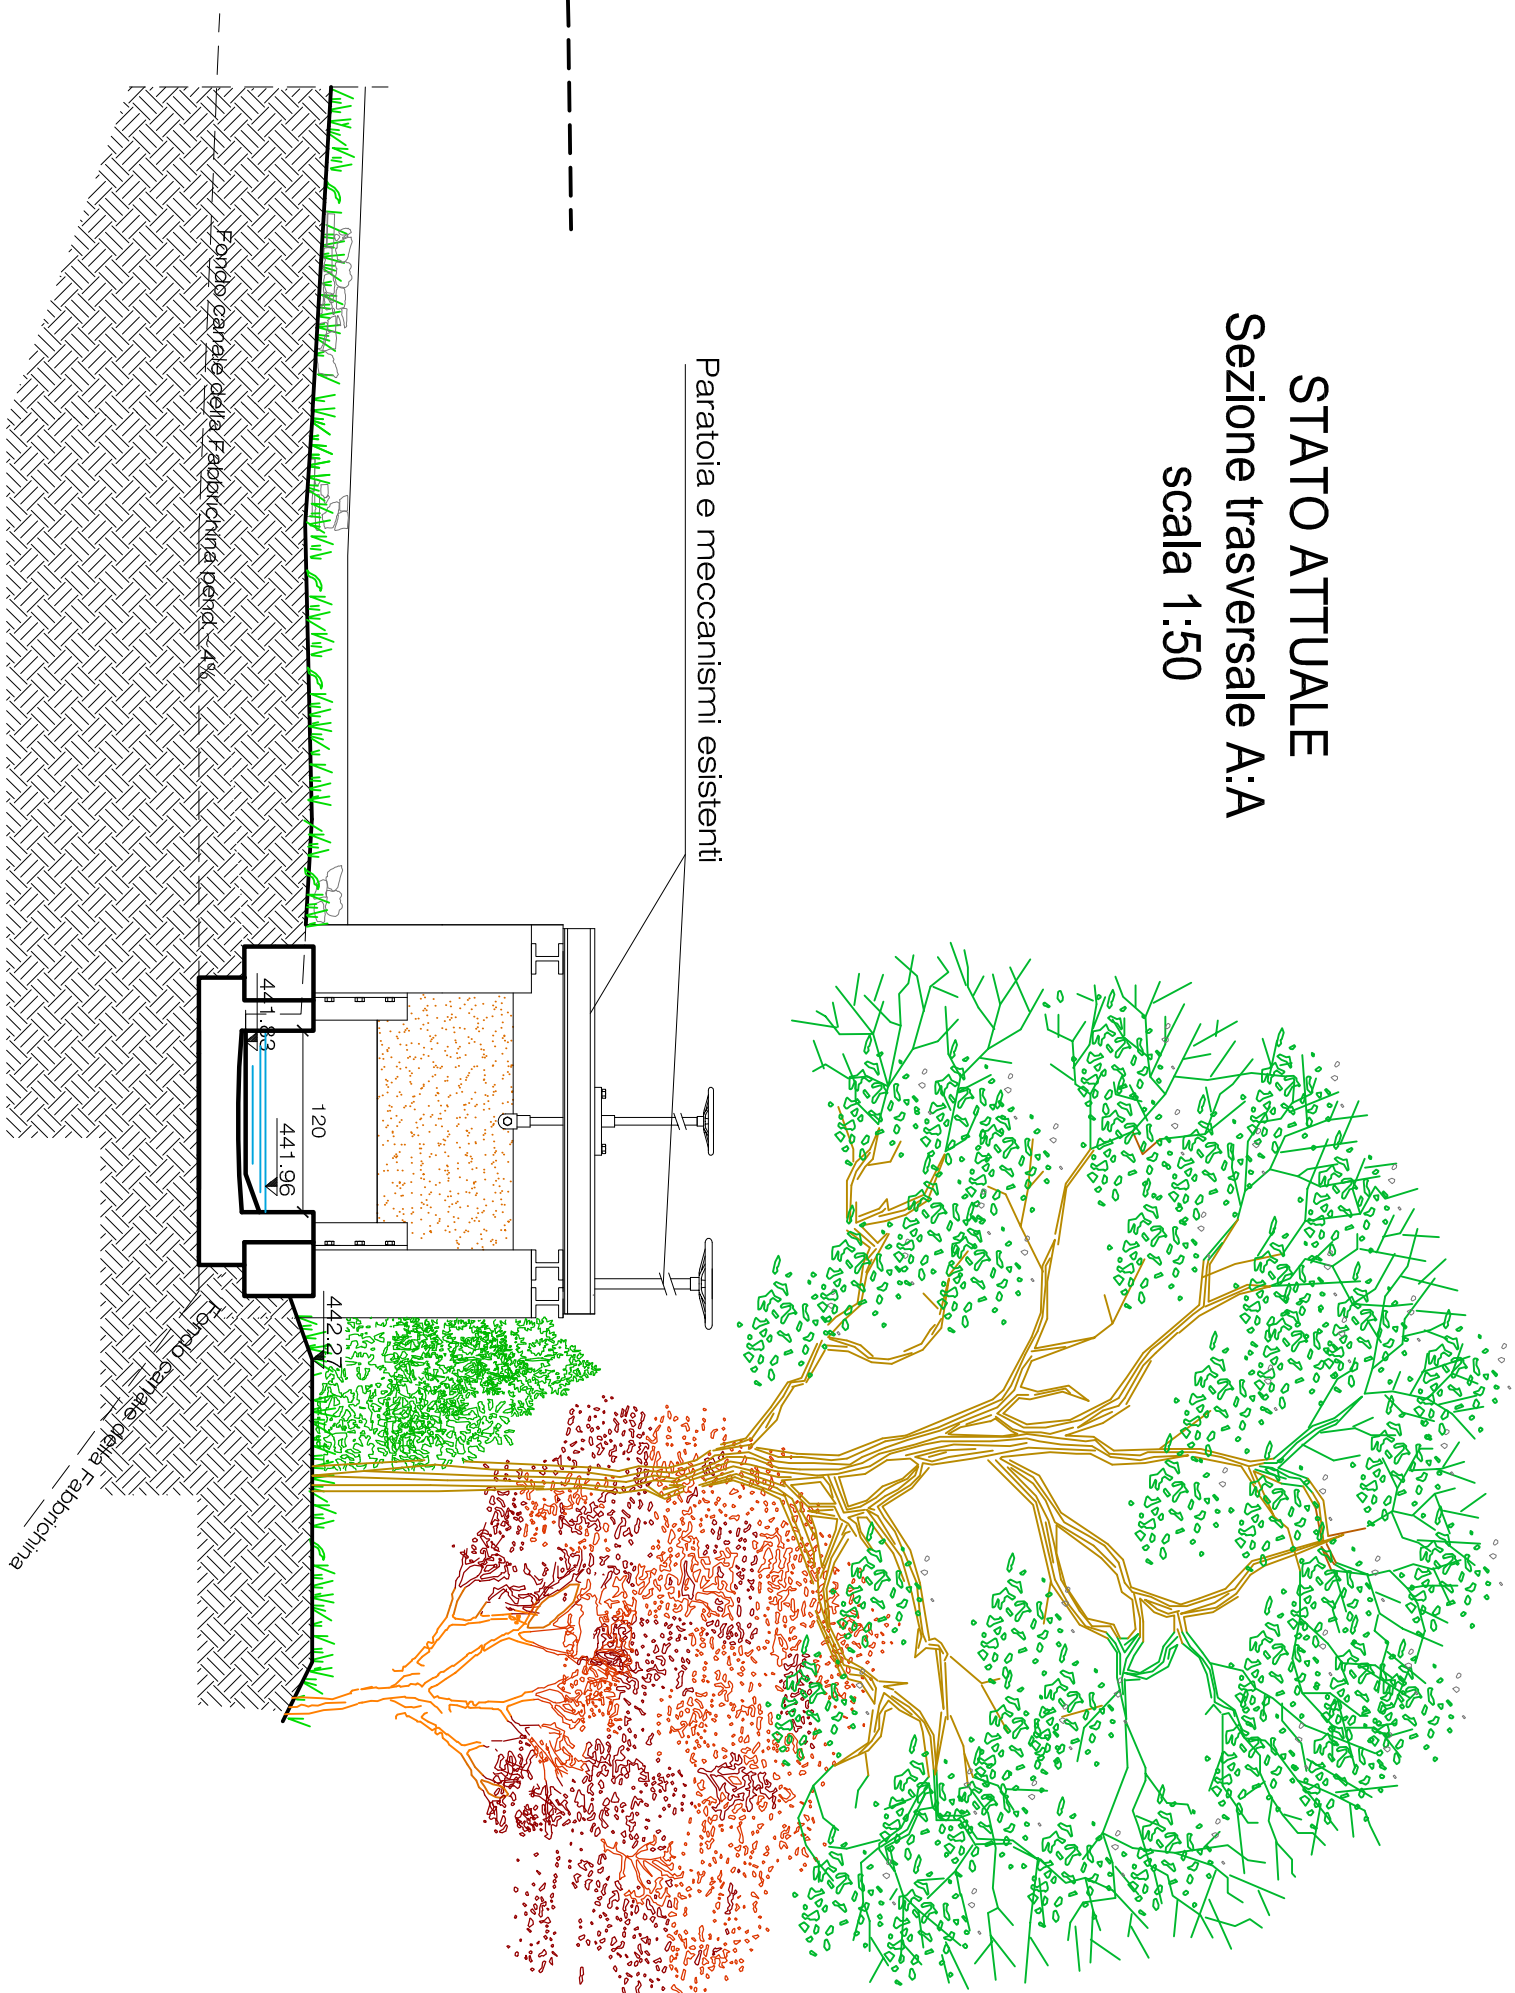 STATO ATTUALE
Sezione trasversale A:A
scala 1:50
Paratoia e meccanismi esistenti
120
441.96
441.83
442.27
Fondo canale della Fabbrichina pend. ~4%
Fondo canale della Fabbrichina